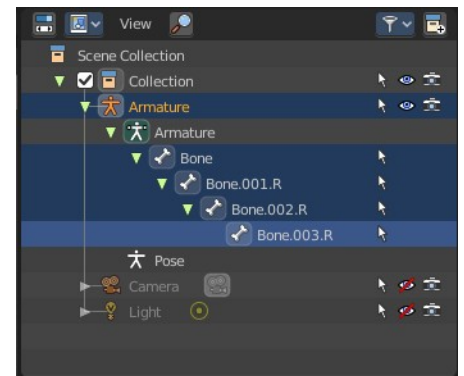 View
Scene Collection
Collection
Armature
Armature
Bone
Bone.001.R
Bone.002.R
Bone.003.R
Pose
Camera
Light